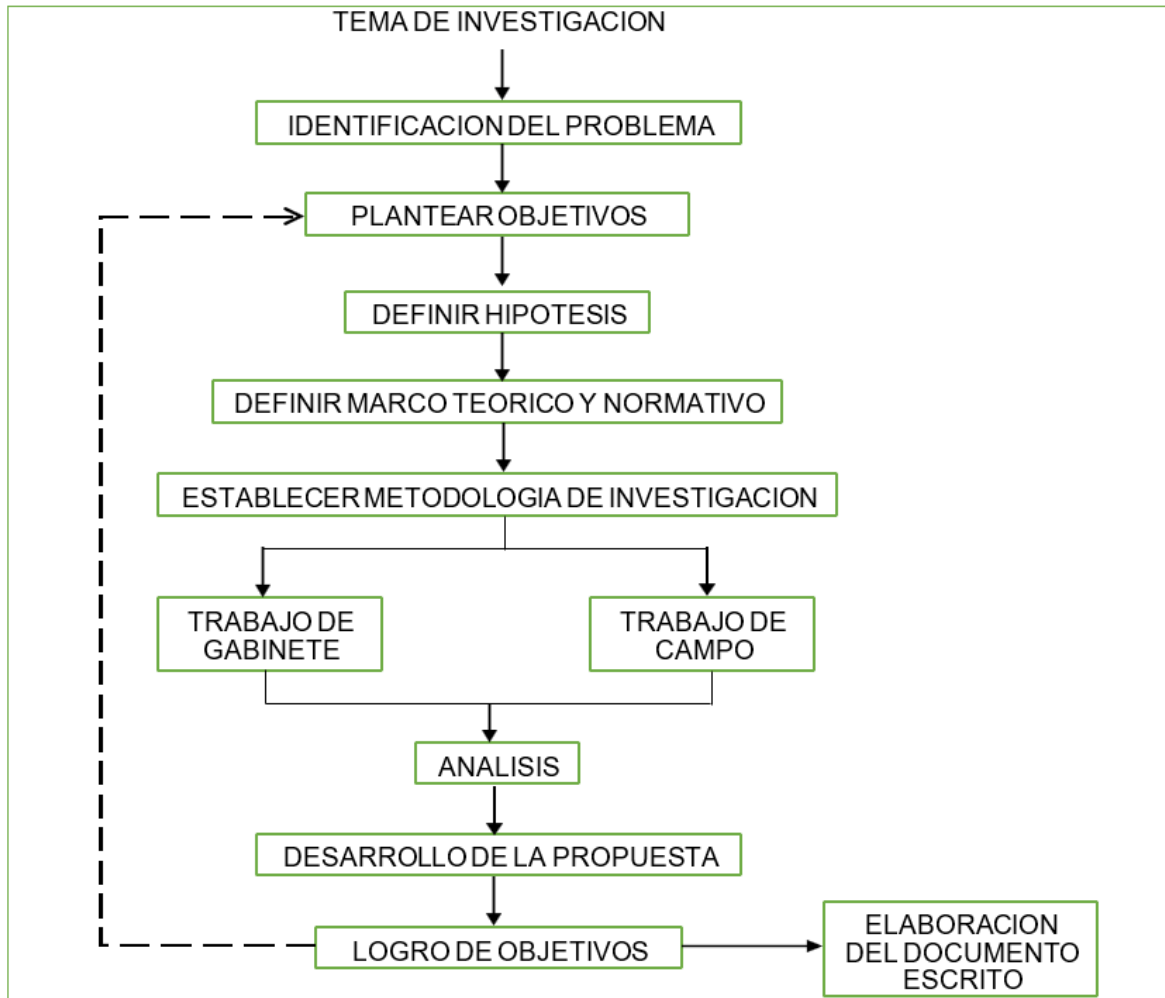 TEMA DE INVESTIGACION
IDENTIFICACION DEL PROBLEMA
PLANTEAR OBJETIVOS
DEFINIR HIPOTESIS
DEFINIR MARCO TEORICO Y NORMATIVO
ESTABLECER METODOLOGIA DE INVESTIGACION
TRABAJO DE
GABINETE
TRABAJO DE
CAMPO
ANALISIS
DESARROLLO DE LA PROPUESTA
LOGRO DE OBJETIVOS
ELABORACION
DEL DOCUMENTO
ESCRITO